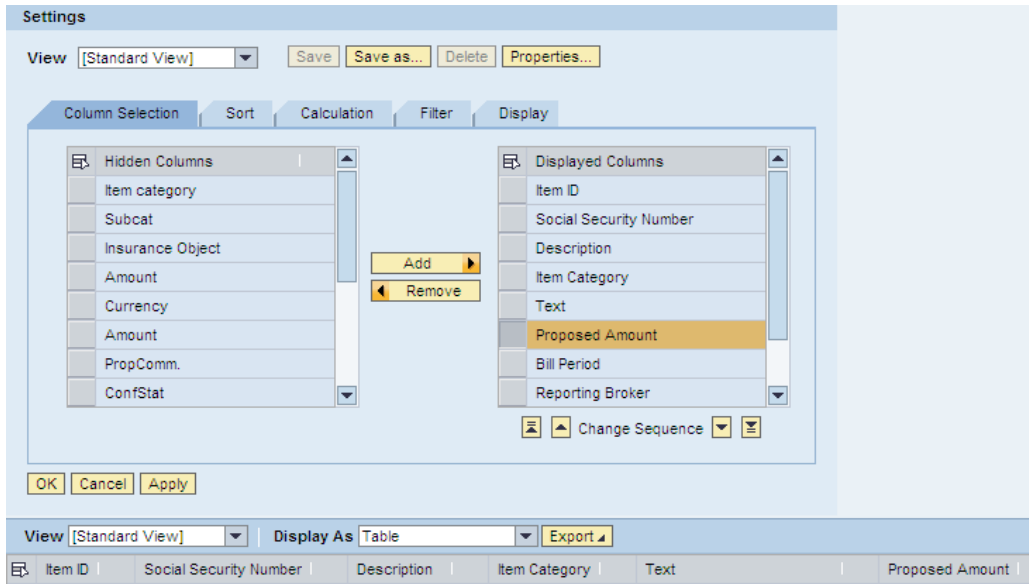 Settings
View [Standard View] Save Save as... Delete Properties...
Column Selection Sort Calculation Filter Display
Hidden Columns
Item category
Subcat
Insurance Object
Amount
Currency
Amount
PropComm.
ConfStat
Add
Remove
Displayed Columns
Item ID
Social Security Number
Description
Item Category
Text
Proposed Amount
Bill Period
Reporting Broker
Change Sequence
OK Cancel Apply
View [Standard View] Display As Table Export
Item ID Social Security Number Description Item Category Text Proposed Amount